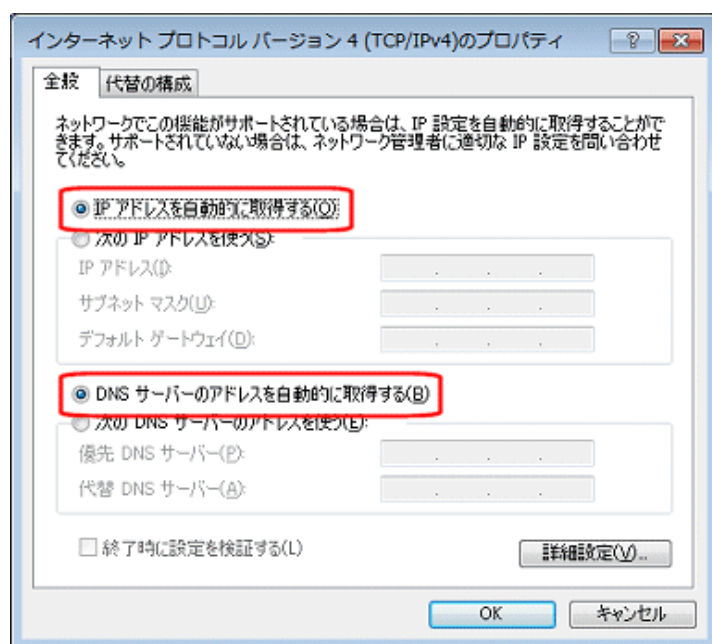 インターネット プロトコル バージョン 4 (TCP/IPv4)のプロパティ
全般 代替の構成
ネットワークでこの機能がサポートされている場合は、IP 設定を自動的に取得することがで
きます。サポートされていない場合は、ネットワーク管理者に適切な IP 設定を問い合わせ
てください。
IP アドレスを自動的に取得する(O)
次の IP アドレスを使う(S):
IP アドレス(I):
サブネット マスク(U):
デフォルト ゲートウェイ(D):
DNS サーバーのアドレスを自動的に取得する(B)
次の DNS サーバーのアドレスを使う(E):
優先 DNS サーバー(P):
代替 DNS サーバー(A):
終了時に設定を検証する(L)
詳細設定(V)...
OK キャンセル